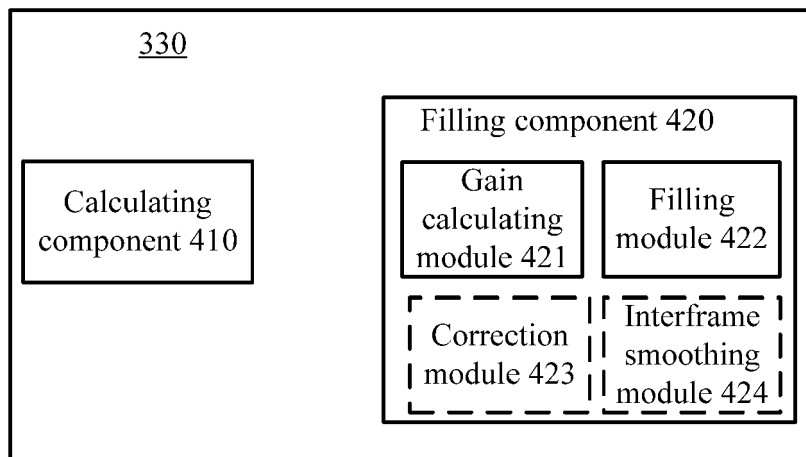 330
Filling component 420
Calculating
component 410
Gain
calculating
module 421
Filling
module 422
Correction
module 423
Interframe
smoothing
module 424